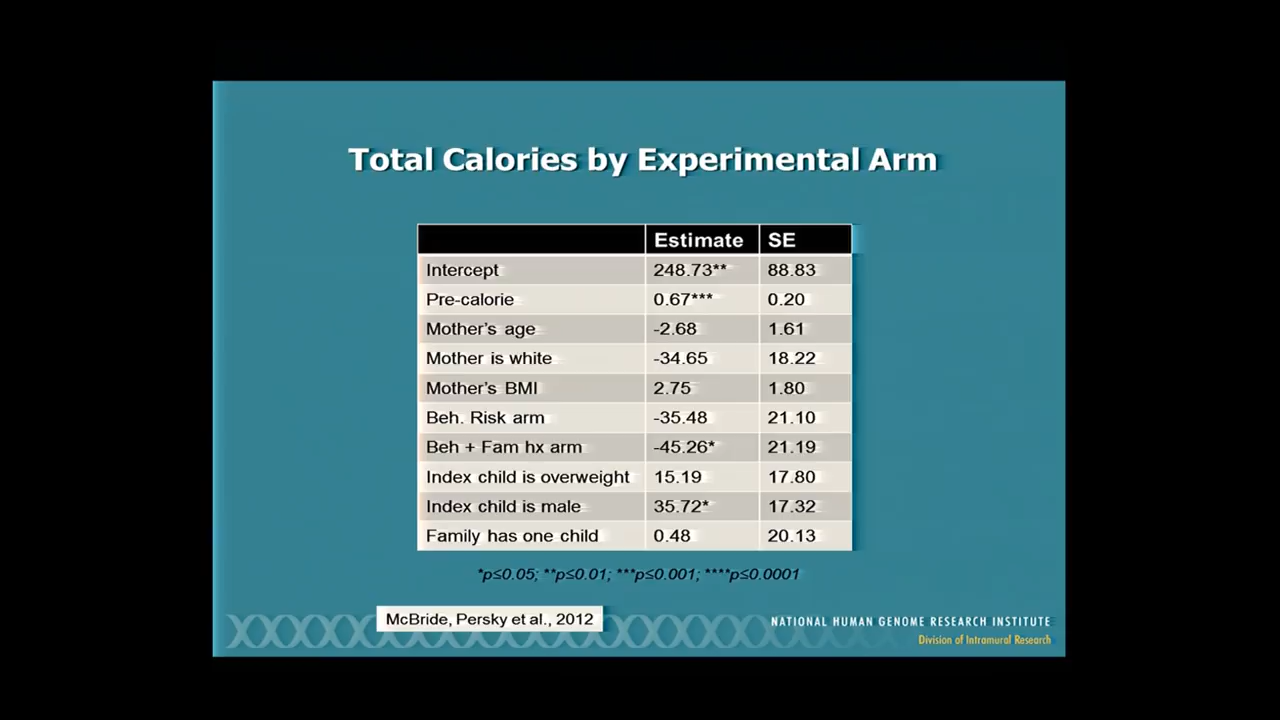 Total Calories by Experimental Arm
Estimate SE
Intercept 248.73** 88.83
Pre-calorie 0.67*** 0.20
Mother's age -2.68 1.61
Mother is white -34.65 18.22
Mother's BMI 2.75 1.80
Beh. Risk arm -35.48 21.10
Beh + Fam hx arm -45.26* 21.19
Index child is overweight 15.19 17.80
Index child is male 35.72* 17.32
Family has one child 0.48 20.13
*p≤0.05; **p≤0.01; ***p≤0.001; ****p≤0.0001
McBride, Persky et al., 2012
NATIONAL HUMAN GENOME RESEARCH INSTITUTE
Division of Intramural Research